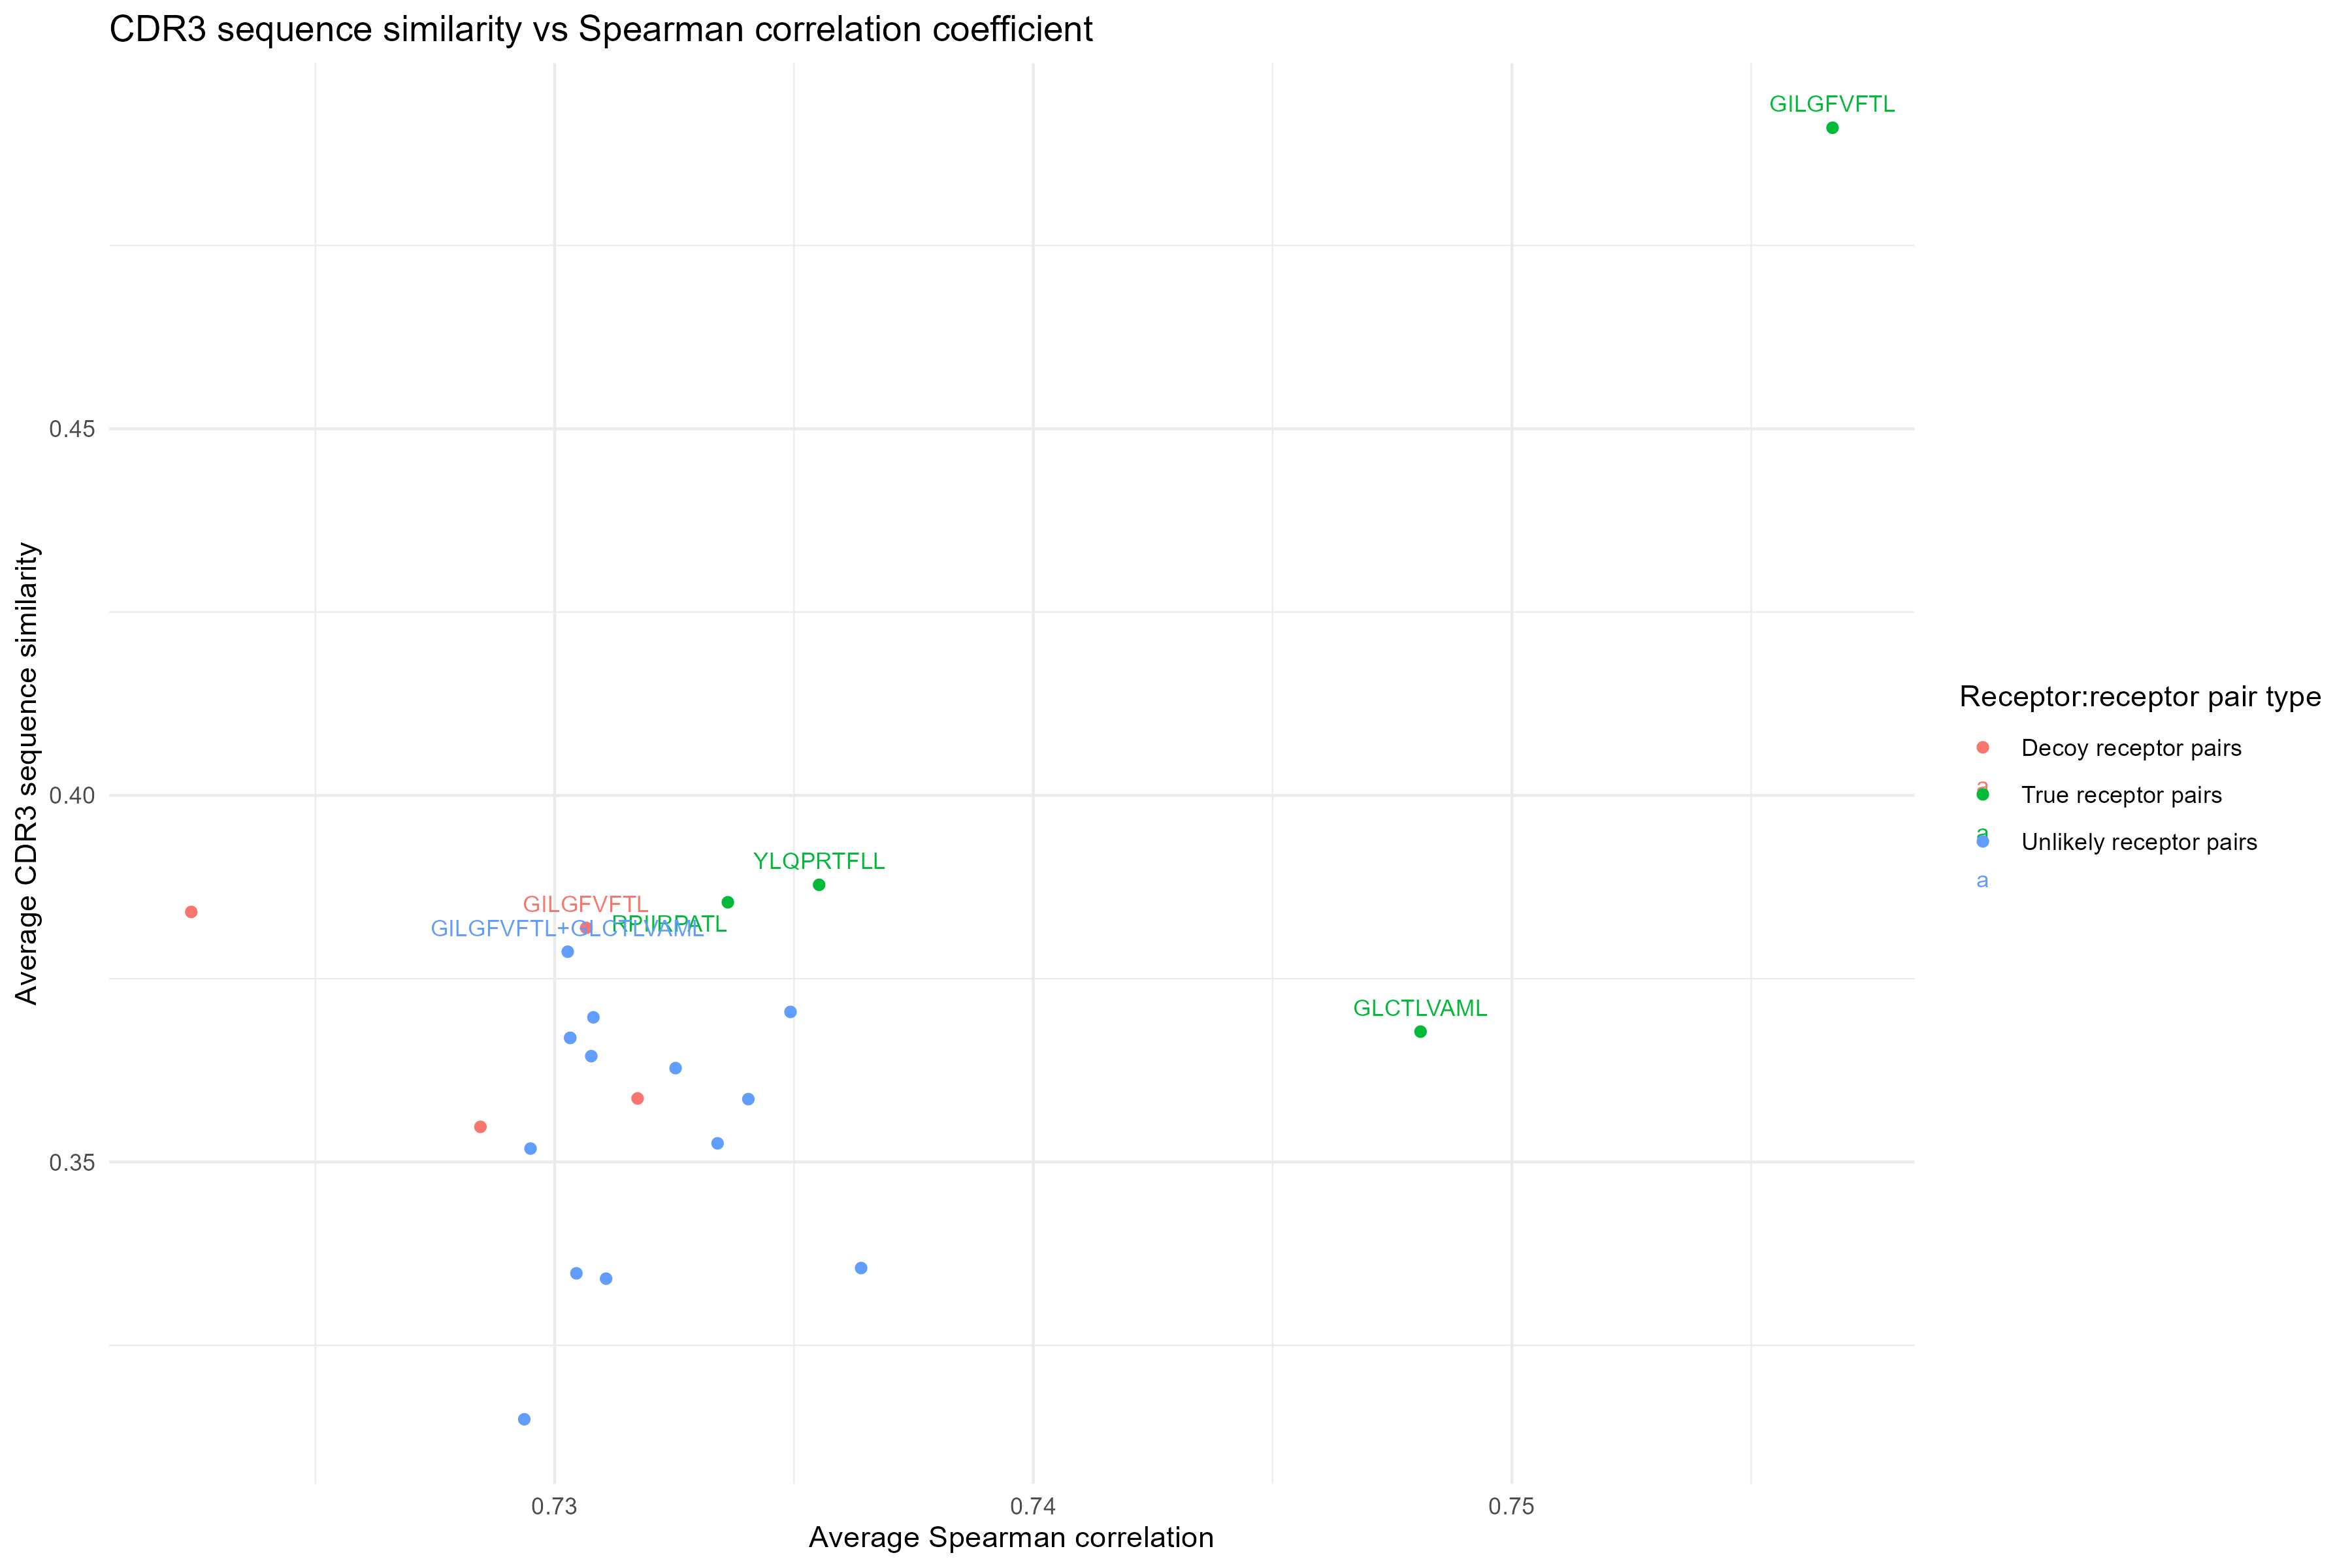 CDR3 sequence similarity vs Spearman correlation coefficient
GILGFVFTL
0.45
Average CDR3 sequence similarity
Receptor:receptor pair type
Decoy receptor pairs
a
True receptor pairs
a
Unlikely receptor pairs
a
0.40
YLQPRTFLL
GILGFVFTL
RPIIRPATL
GILGFVFTL+GLCTLVAML
GLCTLVAML
0.35
0.73
0.74
0.75
Average Spearman correlation